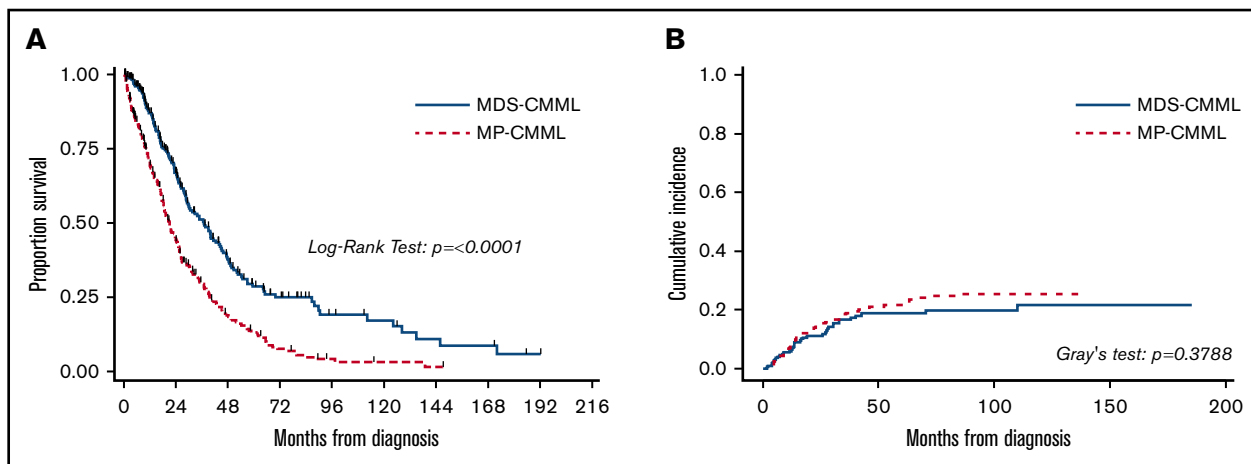 A
1.00
0.75
0.50
0.25
0.00
Proportion survival
MDS-CMML
MP-CMML
Log-Rank Test: p=<0.0001
0 24 48 72 96 120 144 168 192 216
Months from diagnosis
B
1.0
0.8
0.6
0.4
0.2
0.0
Cumulative incidence
MDS-CMML
MP-CMML
Gray's test: p=0.3788
0 50 100 150 200
Months from diagnosis